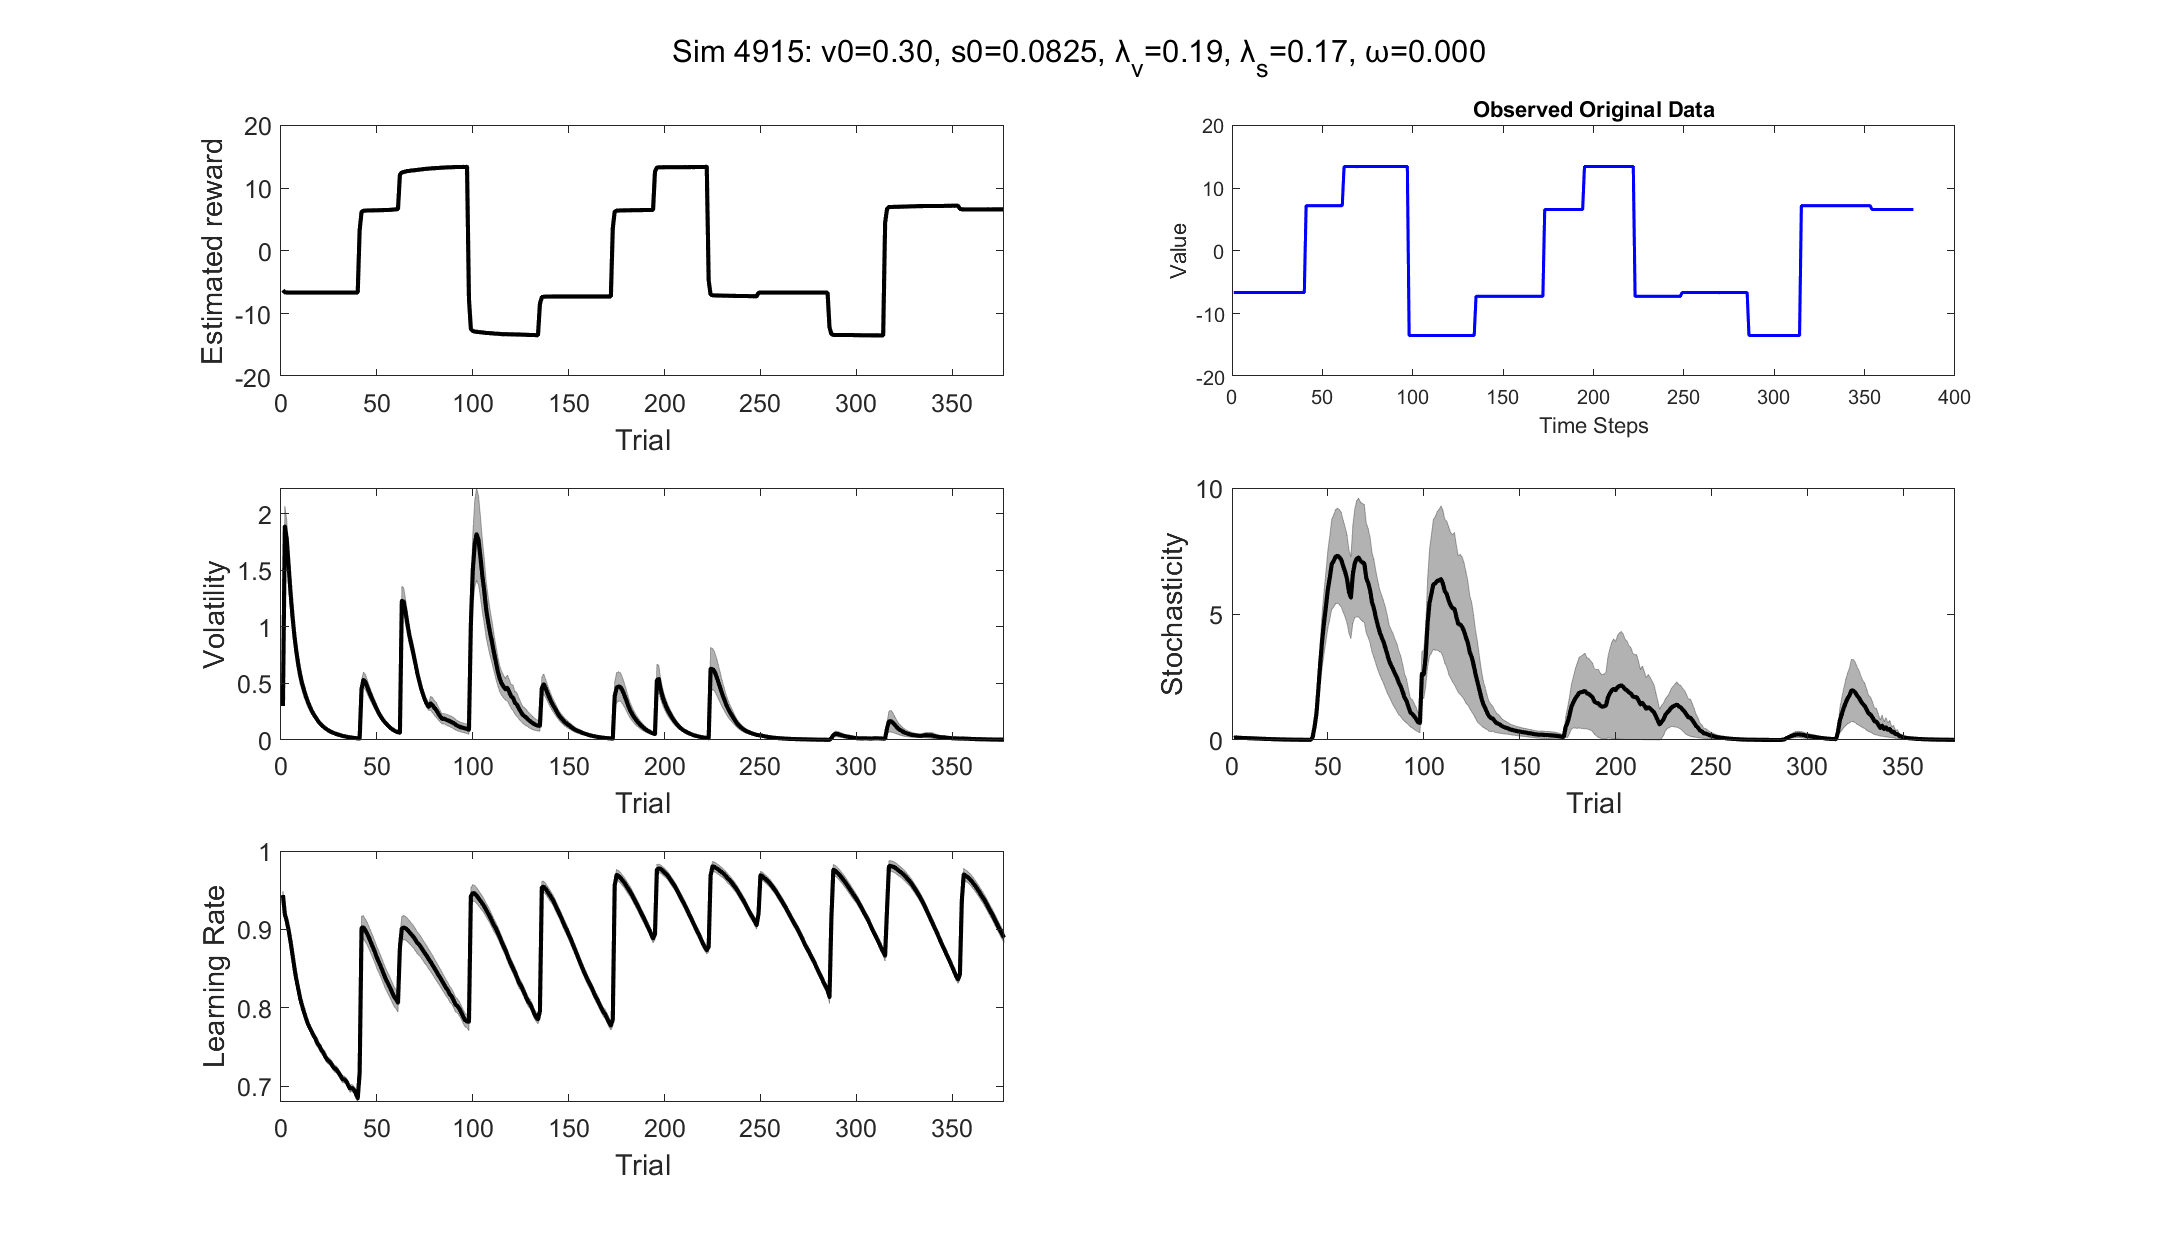 Sim 4915: v0=0.30, s0=0.0825, λ_v=0.19, λ_s=0.17, ω=0.000
Estimated reward
20
10
0
-10
-20
0 50 100 150 200 250 300 350
Trial
Observed Original Data
Value
20
10
0
-10
-20
0 50 100 150 200 250 300 350 400
Time Steps
Volatility
2
1.5
1
0.5
0
0 50 100 150 200 250 300 350
Trial
Stochasticity
10
5
0
0 50 100 150 200 250 300 350
Trial
Learning Rate
1
0.9
0.8
0.7
0 50 100 150 200 250 300 350
Trial